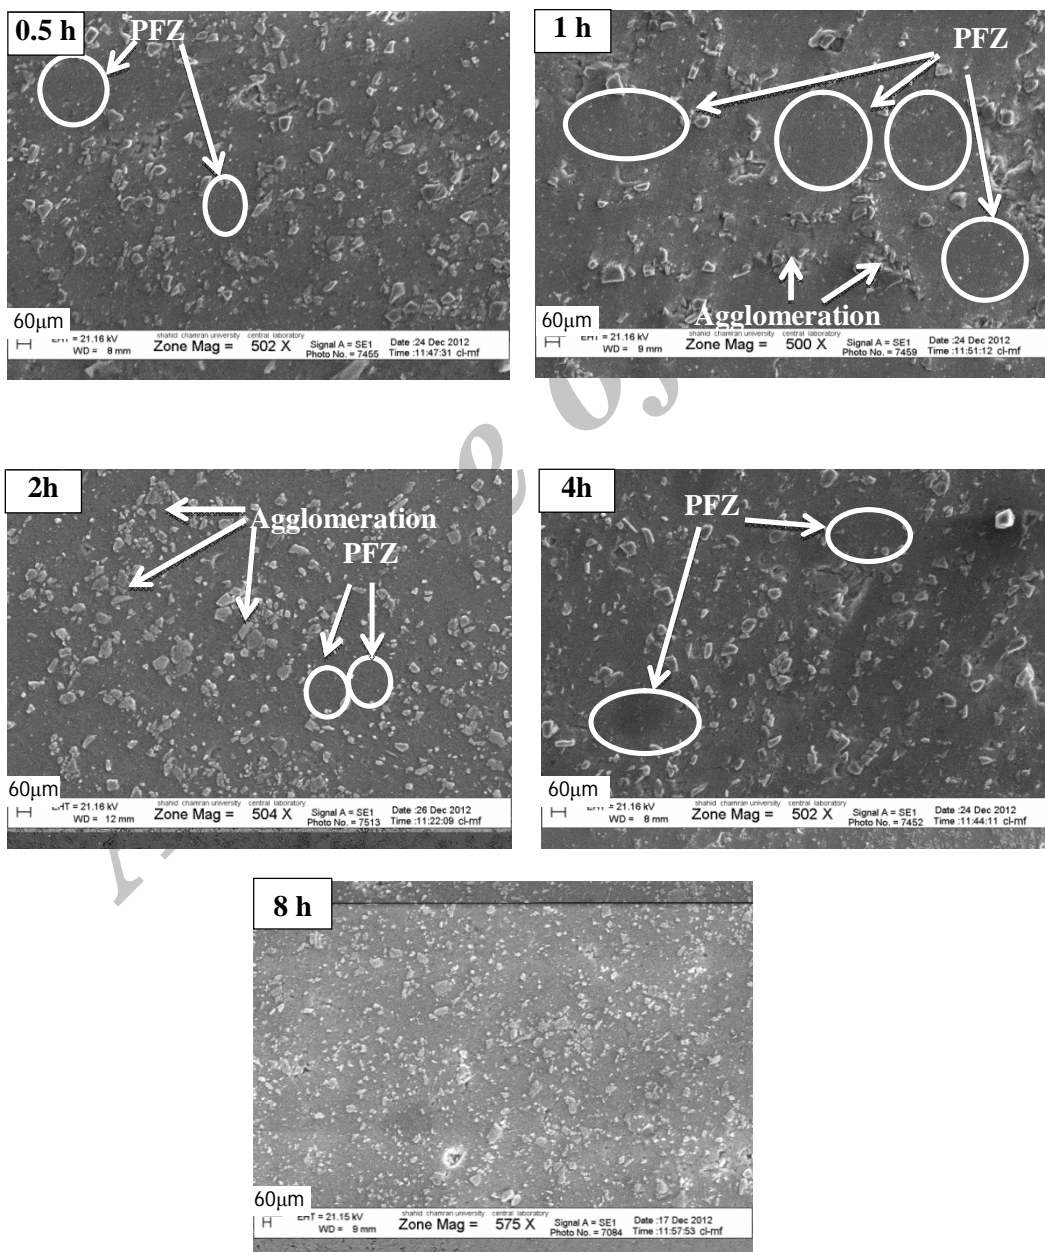 0.5 h
PFZ
60μm
shahid chamran university central laboratory
EHT = 21.16 kV
WD = 8 mm
Zone Mag = 502 X
Signal A = SE1
Photo No. = 7455
Date :24 Dec 2012
Time :11:47:31 cl-mf
1 h
PFZ
Agglomeration
60μm
shahid chamran university central laboratory
= 21.16 kV
WD = 9 mm
Zone Mag = 500 X
Signal A = SE1
Photo No. = 7459
Date :24 Dec 2012
Time :11:51:12 cl-mf
2h
Agglomeration
PFZ
60μm
shahid chamran university central laboratory
EHT = 21.16 kV
WD = 12 mm
Zone Mag = 504 X
Signal A = SE1
Photo No. = 7513
Date :26 Dec 2012
Time :11:22:09 cl-mf
4h
PFZ
60μm
shahid chamran university central laboratory
= 21.16 kV
WD = 8 mm
Zone Mag = 502 X
Signal A = SE1
Photo No. = 7452
Date :24 Dec 2012
Time :11:44:11 cl-mf
8 h
60μm
shahid chamran university central laboratory
EHT = 21.15 kV
WD = 9 mm
Zone Mag = 575 X
Signal A = SE1
Photo No. = 7084
Date :17 Dec 2012
Time :11:57:53 cl-mf